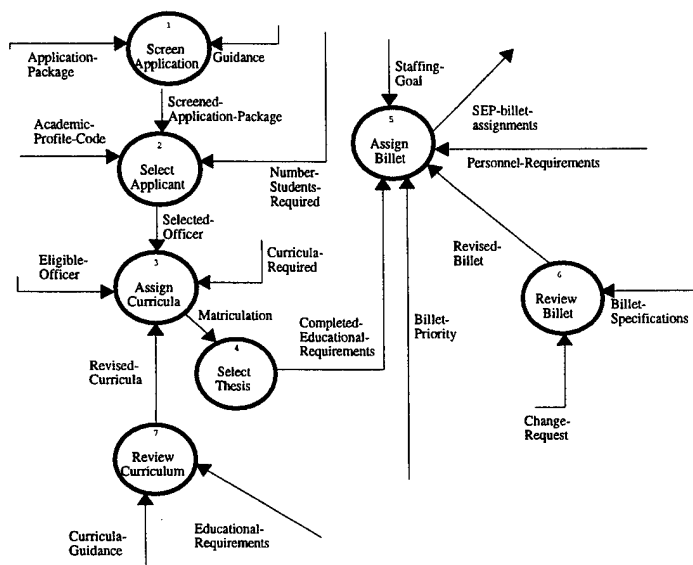 1
Screen
Application
Application-
Package
Guidance
Screened-
Application-Package
Academic-
Profile-Code
2
Select
Applicant
Number-
Students-
Required
Selected-
Officer
Eligible-
Officer
3
Assign
Curricula
Curricula-
Required
Matriculation
4
Select
Thesis
Completed-
Educational-
Requirements
Revised-
Curricula
7
Review
Curriculum
Curricula-
Guidance
Educational-
Requirements
Staffing-
Goal
5
Assign
Billet
SEP-billet-
assignments
Personnel-Requirements
Revised-
Billet
Billet-
Priority
6
Review
Billet
Billet-
Specifications
Change-
Request